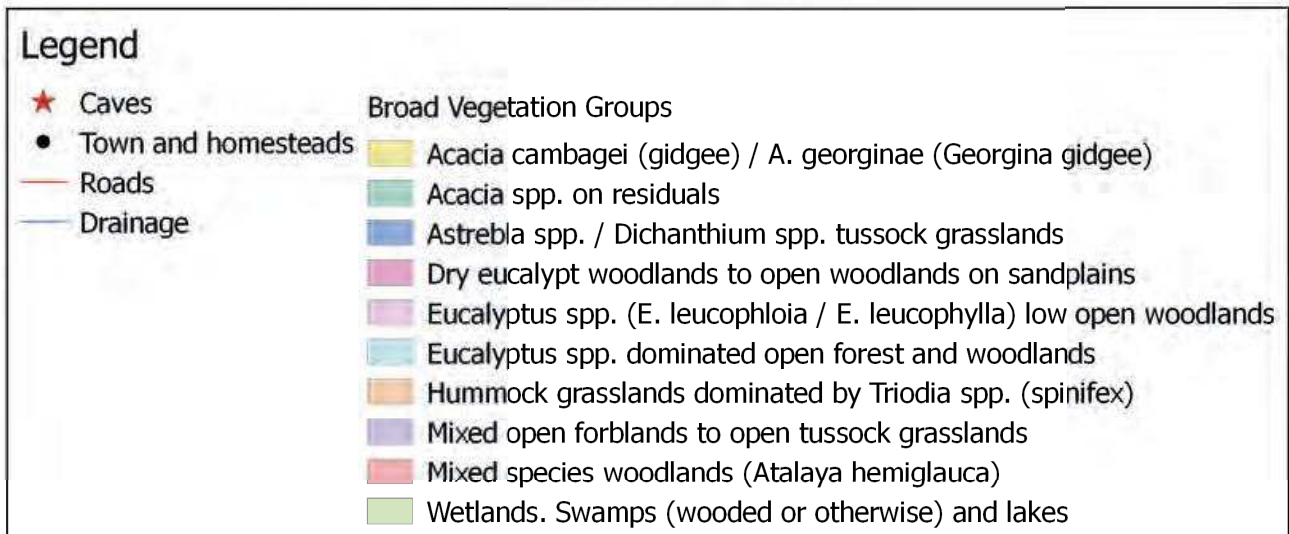 Legend
Caves
Town and homesteads
Roads
Drainage
Broad Vegetation Groups
Acacia cambagei (gidgee) / A. georginae (Georgina gidgee)
Acacia spp. on residuals
Astrebla spp. / Dichanthium spp. tussock grasslands
Dry eucalypt woodlands to open woodlands on sandplains
Eucalyptus spp. (E. leucophloia / E. leucophylla) low open woodlands
Eucalyptus spp. dominated open forest and woodlands
Hummock grasslands dominated by Triodia spp. (spinifex)
Mixed open forblands to open tussock grasslands
Mixed species woodlands (Atalaya hemiglauca)
Wetlands. Swamps (wooded or otherwise) and lakes